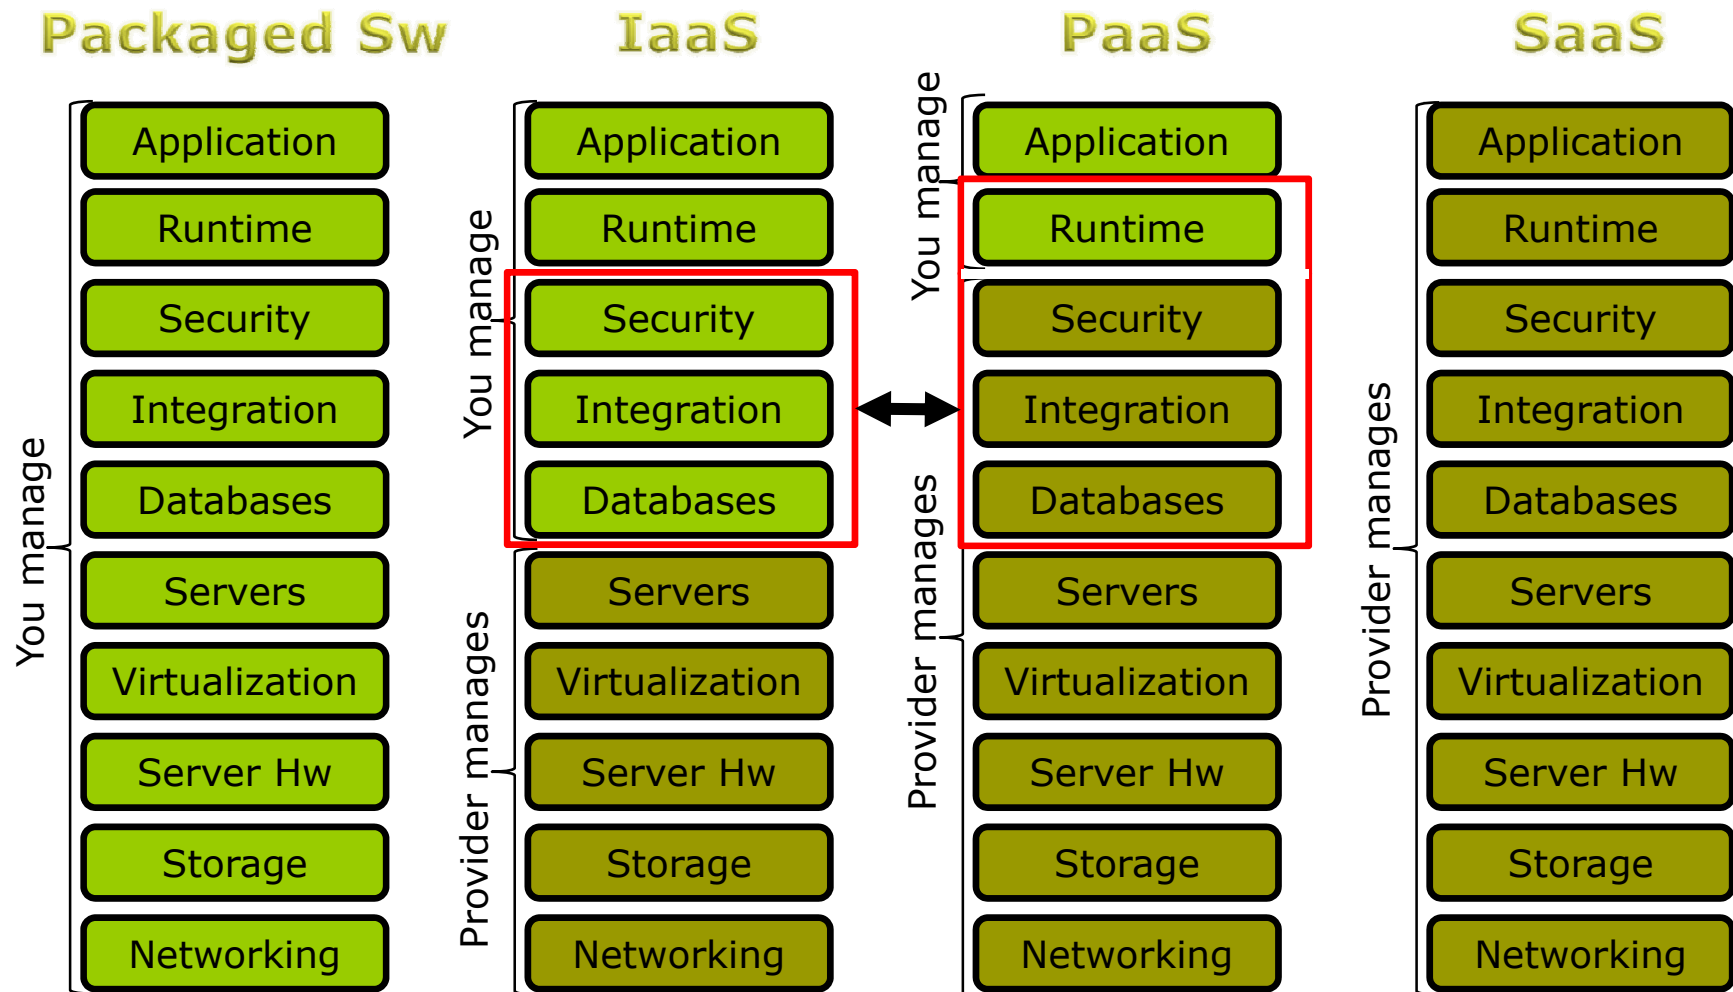 Packaged Sw
You manage
Application
Runtime
Security
Integration
Databases
Servers
Virtualization
Server Hw
Storage
Networking
IaaS
You manage
Application
Runtime
Security
Integration
Databases
Provider manages
Servers
Virtualization
Server Hw
Storage
Networking
PaaS
You manage
Application
Runtime
Provider manages
Security
Integration
Databases
Servers
Virtualization
Server Hw
Storage
Networking
SaaS
Provider manages
Application
Runtime
Security
Integration
Databases
Servers
Virtualization
Server Hw
Storage
Networking